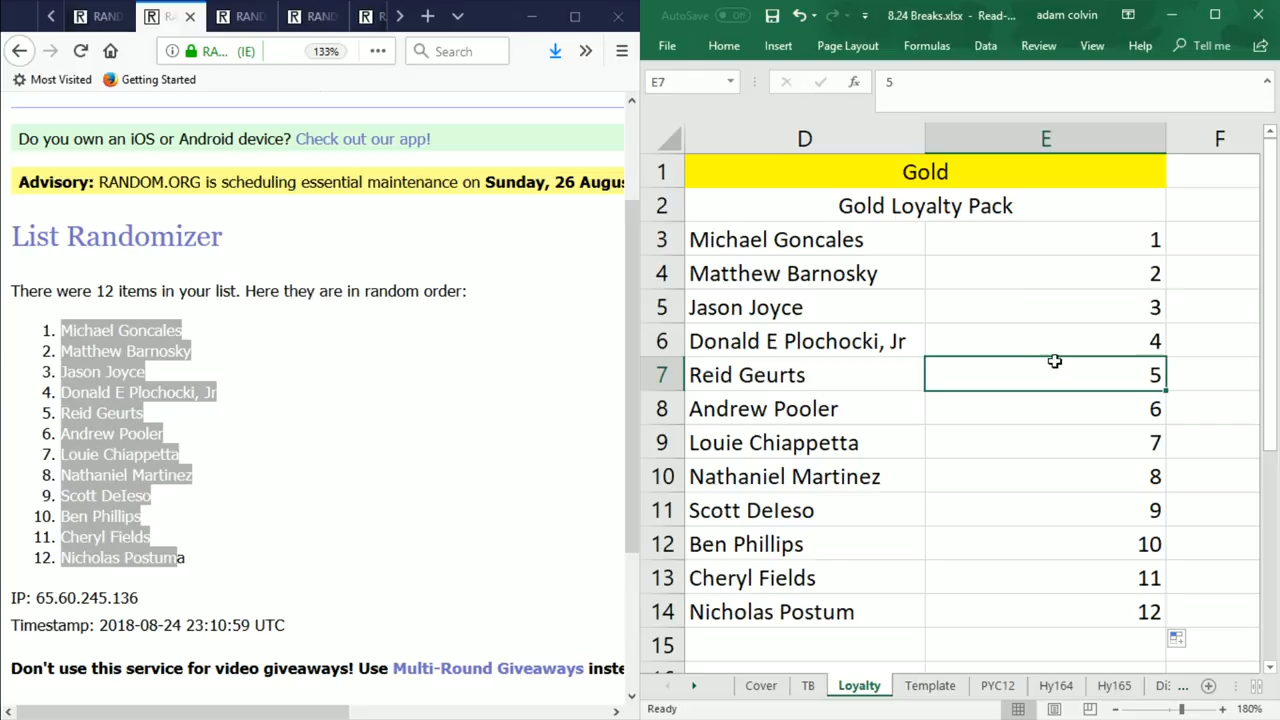 RAND
RA
RAND
RAND
R
RA... (IE)
133%
Search
Most Visited
Getting Started
Do you own an iOS or Android device? Check out our app!
Advisory: RANDOM.ORG is scheduling essential maintenance on Sunday, 26 Augus
List Randomizer
There were 12 items in your list. Here they are in random order:
1. Michael Goncales
2. Matthew Barnosky
3. Jason Joyce
4. Donald E Plochocki, Jr
5. Reid Geurts
6. Andrew Pooler
7. Louie Chiappetta
8. Nathaniel Martinez
9. Scott DeIeso
10. Ben Phillips
11. Cheryl Fields
12. Nicholas Postuma
IP: 65.60.245.136
Timestamp: 2018-08-24 23:10:59 UTC
Don't use this service for video giveaways! Use Multi-Round Giveaways inste
AutoSave Off 8.24 Breaks.xlsx - Read-... adam colvin
File Home Insert Page Layout Formulas Data Review View Help Tell me
E7 fx 5
D E F
1 Gold
2 Gold Loyalty Pack
3 Michael Goncales 1
4 Matthew Barnosky 2
5 Jason Joyce 3
6 Donald E Plochocki, Jr 4
7 Reid Geurts 5
8 Andrew Pooler 6
9 Louie Chiappetta 7
10 Nathaniel Martinez 8
11 Scott DeIeso 9
12 Ben Phillips 10
13 Cheryl Fields 11
14 Nicholas Postum 12
15
Cover TB Loyalty Template PYC12 Hy164 Hy165 Di ...
Ready 180%